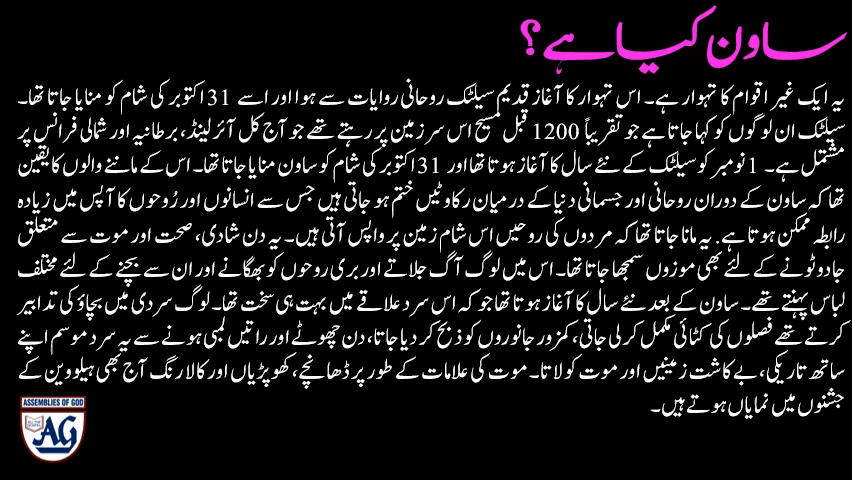 ساون کیا ہے؟
یہ ایک غیر اقوام کا تہوار ہے۔ اس تہوار کا آغاز قدیم سیلٹک روحانی روایات سے ہوا اور اسے 31 اکتوبر کی شام کو منایا جاتا تھا۔
سیلٹک ان لوگوں کو کہا جاتا ہے جو تقریباً 1200 قبل مسیح اس سرزمین پر رہتے تھے جو آج کل آئرلینڈ، برطانیہ اور شمالی فرانس پر
مشتمل ہے۔ 1 نومبر کو سیلٹک کے نئے سال کا آغاز ہوتا تھا اور 31 اکتوبر کی شام کو ساون منایا جاتا تھا۔ اس کے ماننے والوں کا یقین
تھا کہ ساون کے دوران روحانی اور جسمانی دنیا کے درمیان رکاوٹیں ختم ہو جاتی ہیں جس سے انسانوں اور رُوحوں کا آپس میں زیادہ
رابطہ ممکن ہوتا ہے. یہ مانا جاتا تھا کہ مردوں کی روحیں اس شام زمین پر واپس آتی ہیں۔ یہ دن شادی، صحت اور موت سے متعلق
جادو ٹونے کے لئے بھی موزوں سمجھا جاتا تھا۔ اس میں لوگ آگ جلاتے اور بری روحوں کو بھگانے اور ان سے بچنے کے لئے مختلف
لباس پہنتے تھے۔ ساون کے بعد نئے سال کا آغاز ہوتا تھا جو کہ اس سرد علاقے میں بہت ہی سخت تھا۔ لوگ سردی میں بچاؤ کی تدابیر
کرتے تھے فصلوں کی کٹائی مکمل کر لی جاتی، کمزور جانوروں کو ذبح کر دیا جاتا، دن چھوٹے اور راتیں لمبی ہونے سے یہ سرد موسم اپنے
ساتھ تاریکی، بے کاشت زمینیں اور موت کو لاتا۔ موت کی علامات کے طور پر ڈھانچے، کھوپڑیاں اور کالا رنگ آج بھی ہیلووین کے
جشنوں میں نمایاں ہوتے ہیں۔
ASSEMBLIES OF GOD
ALL THE GOSPEL
AG